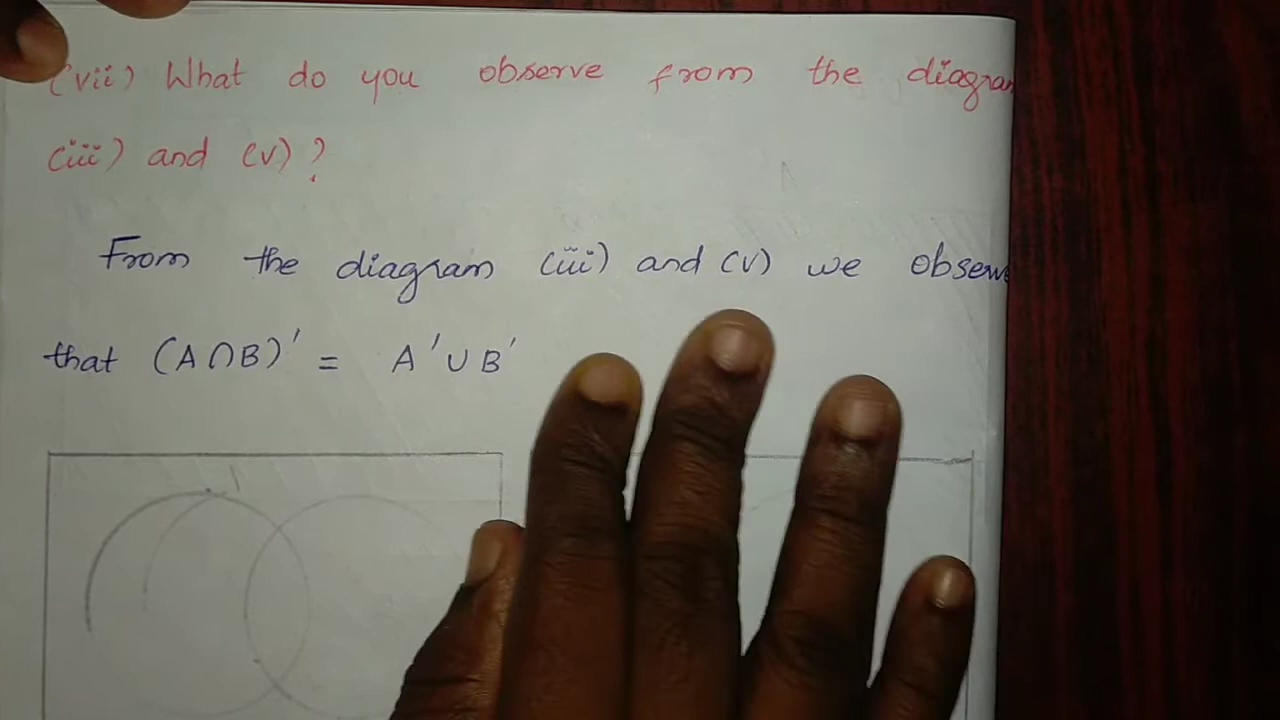 (vii) What do you observe from the diagram
(iii) and (v) ?
From the diagram (iii) and (v) we observe
that (A∩B)' = A'∪B'